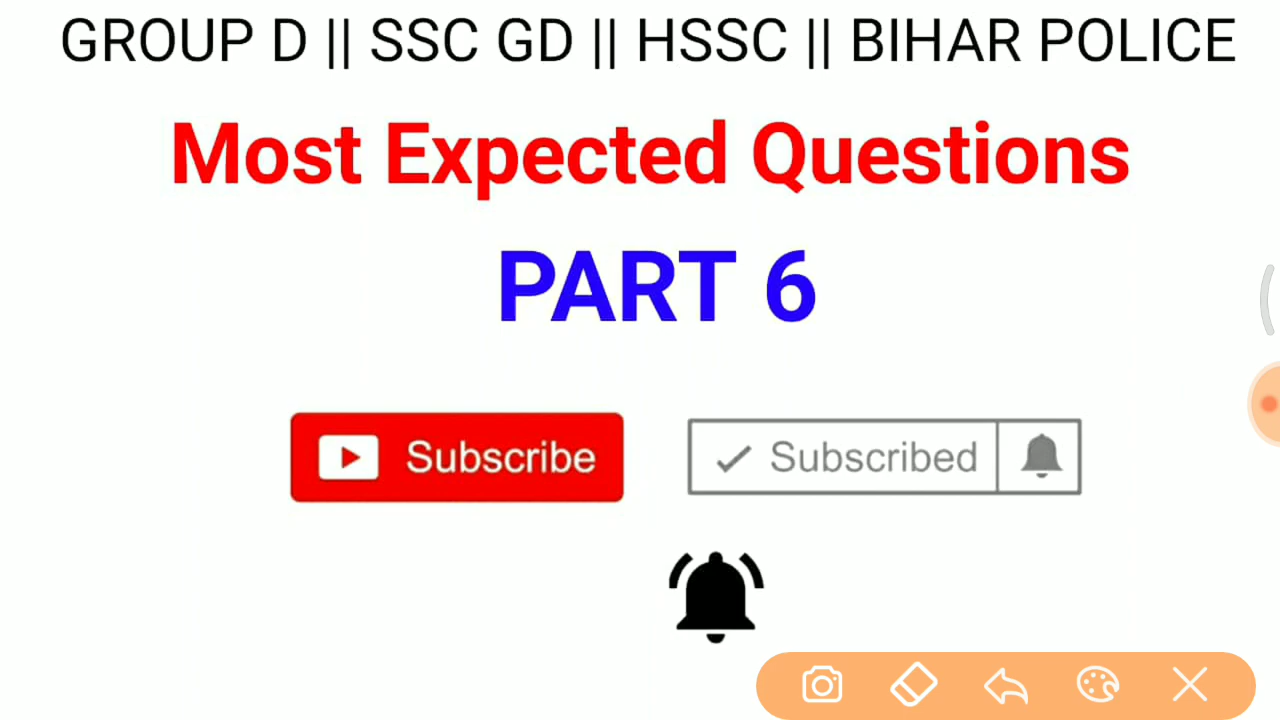 GROUP D || SSC GD || HSSC || BIHAR POLICE
Most Expected Questions
PART 6
Subscribe
Subscribed